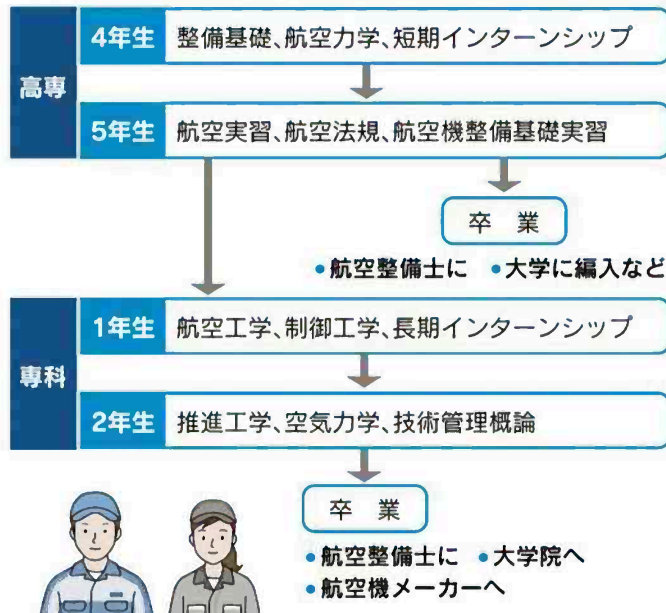 高専
4年生 整備基礎、航空力学、短期インターンシップ
5年生 航空実習、航空法規、航空機整備基礎実習
卒 業
•航空整備士に •大学に編入など
専科
1年生 航空工学、制御工学、長期インターンシップ
2年生 推進工学、空気力学、技術管理概論
卒 業
•航空整備士に •大学院へ
•航空機メーカーへ